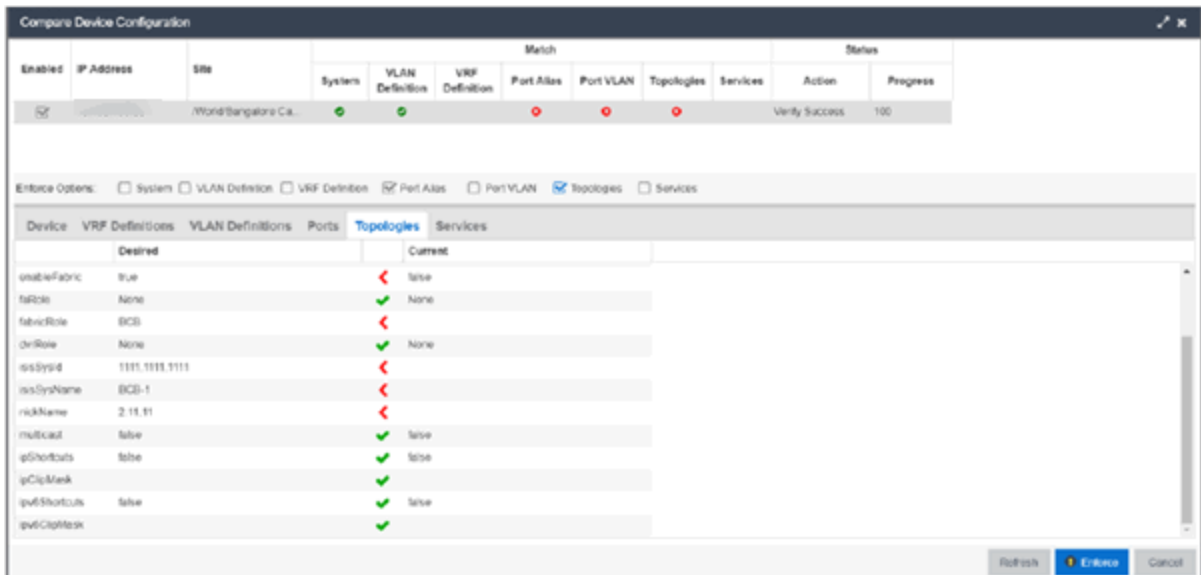 Compare Device Configuration
Match Status
Enabled IP Address Site System VLAN Definition VRF Definition Port Alias Port VLAN Topologies Services Action Progress
/World/Bangalore Ca... Verify Success 100
Enforce Options: System VLAN Definition VRF Definition Port Alias Port VLAN Topologies Services
Device VRF Definitions VLAN Definitions Ports Topologies Services
Desired Current
enableFabric true false
faRole None None
fabricRole BCB
dvrRole None None
isisSysId 1111.1111.1111
isisSysName BCB-1
nickName 2.11.11
multicast false false
ipShortcuts false false
ipClipMask
ipv6Shortcuts false false
ipv6ClipMask
Refresh Enforce Cancel